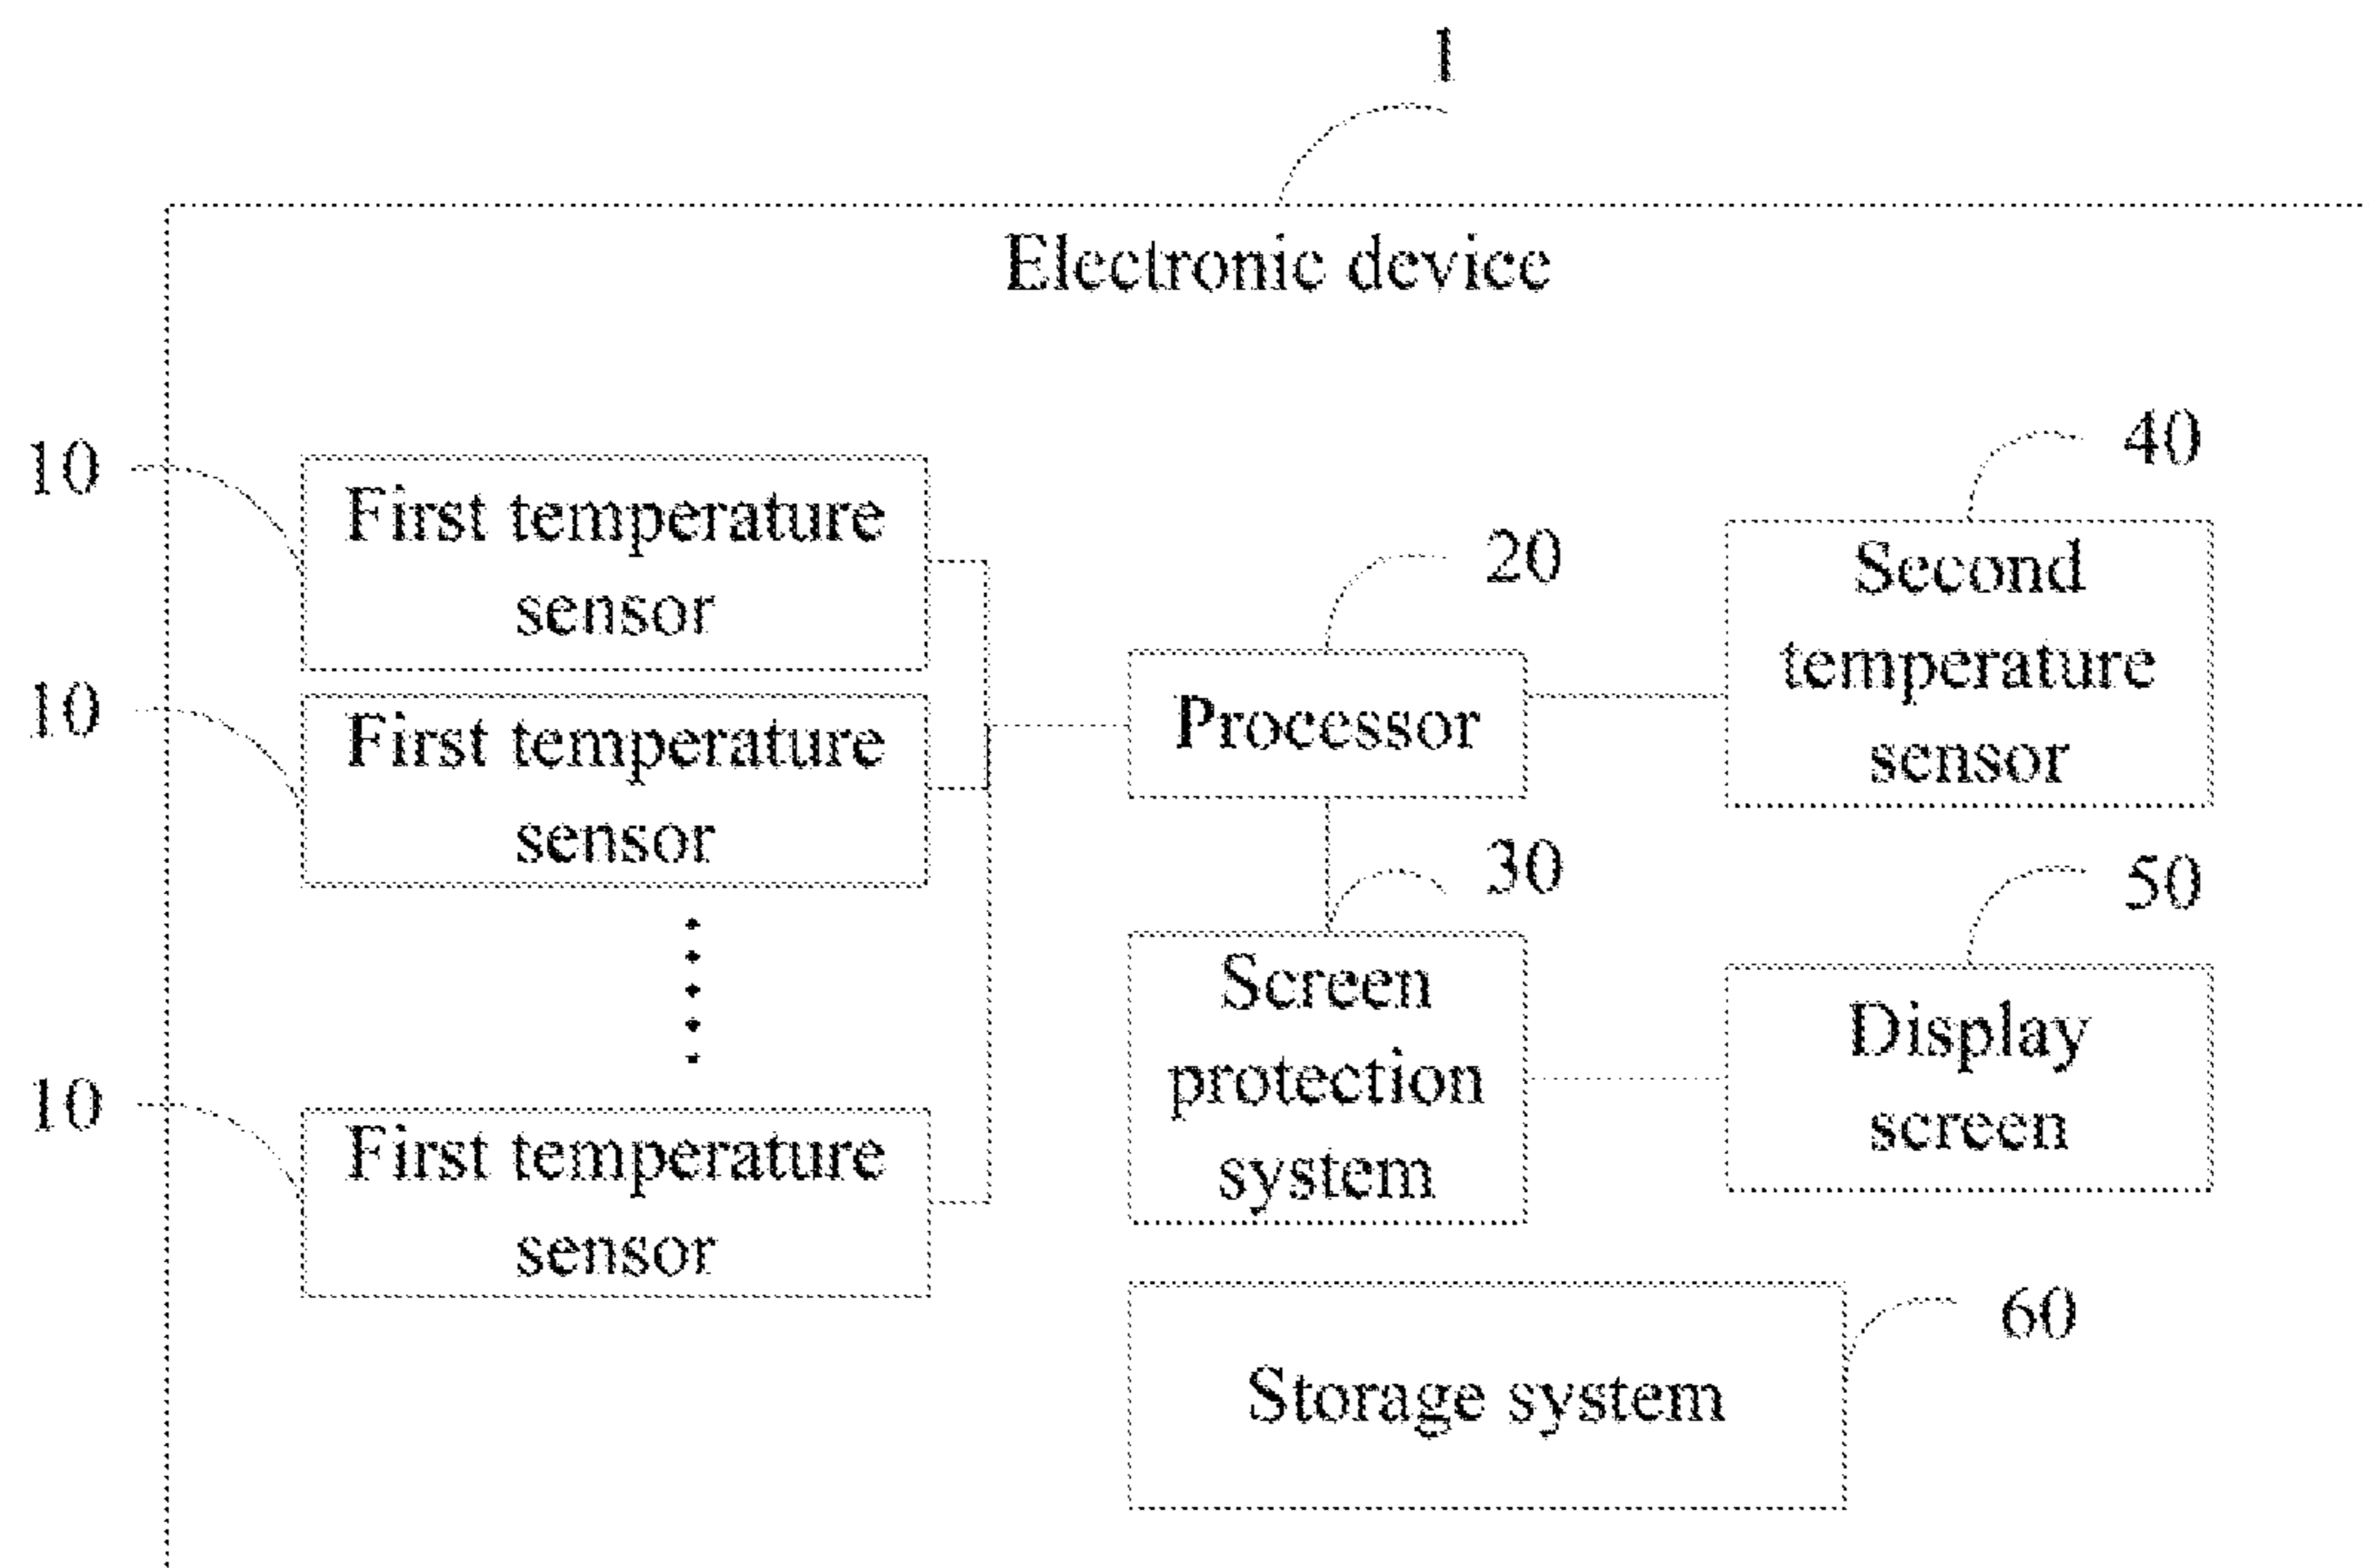 1
Electronic device
10
First temperature
sensor
10
First temperature
sensor
10
First temperature
sensor
20
Processor
30
Screen
protection
system
40
Second
temperature
sensor
50
Display
screen
60
Storage system